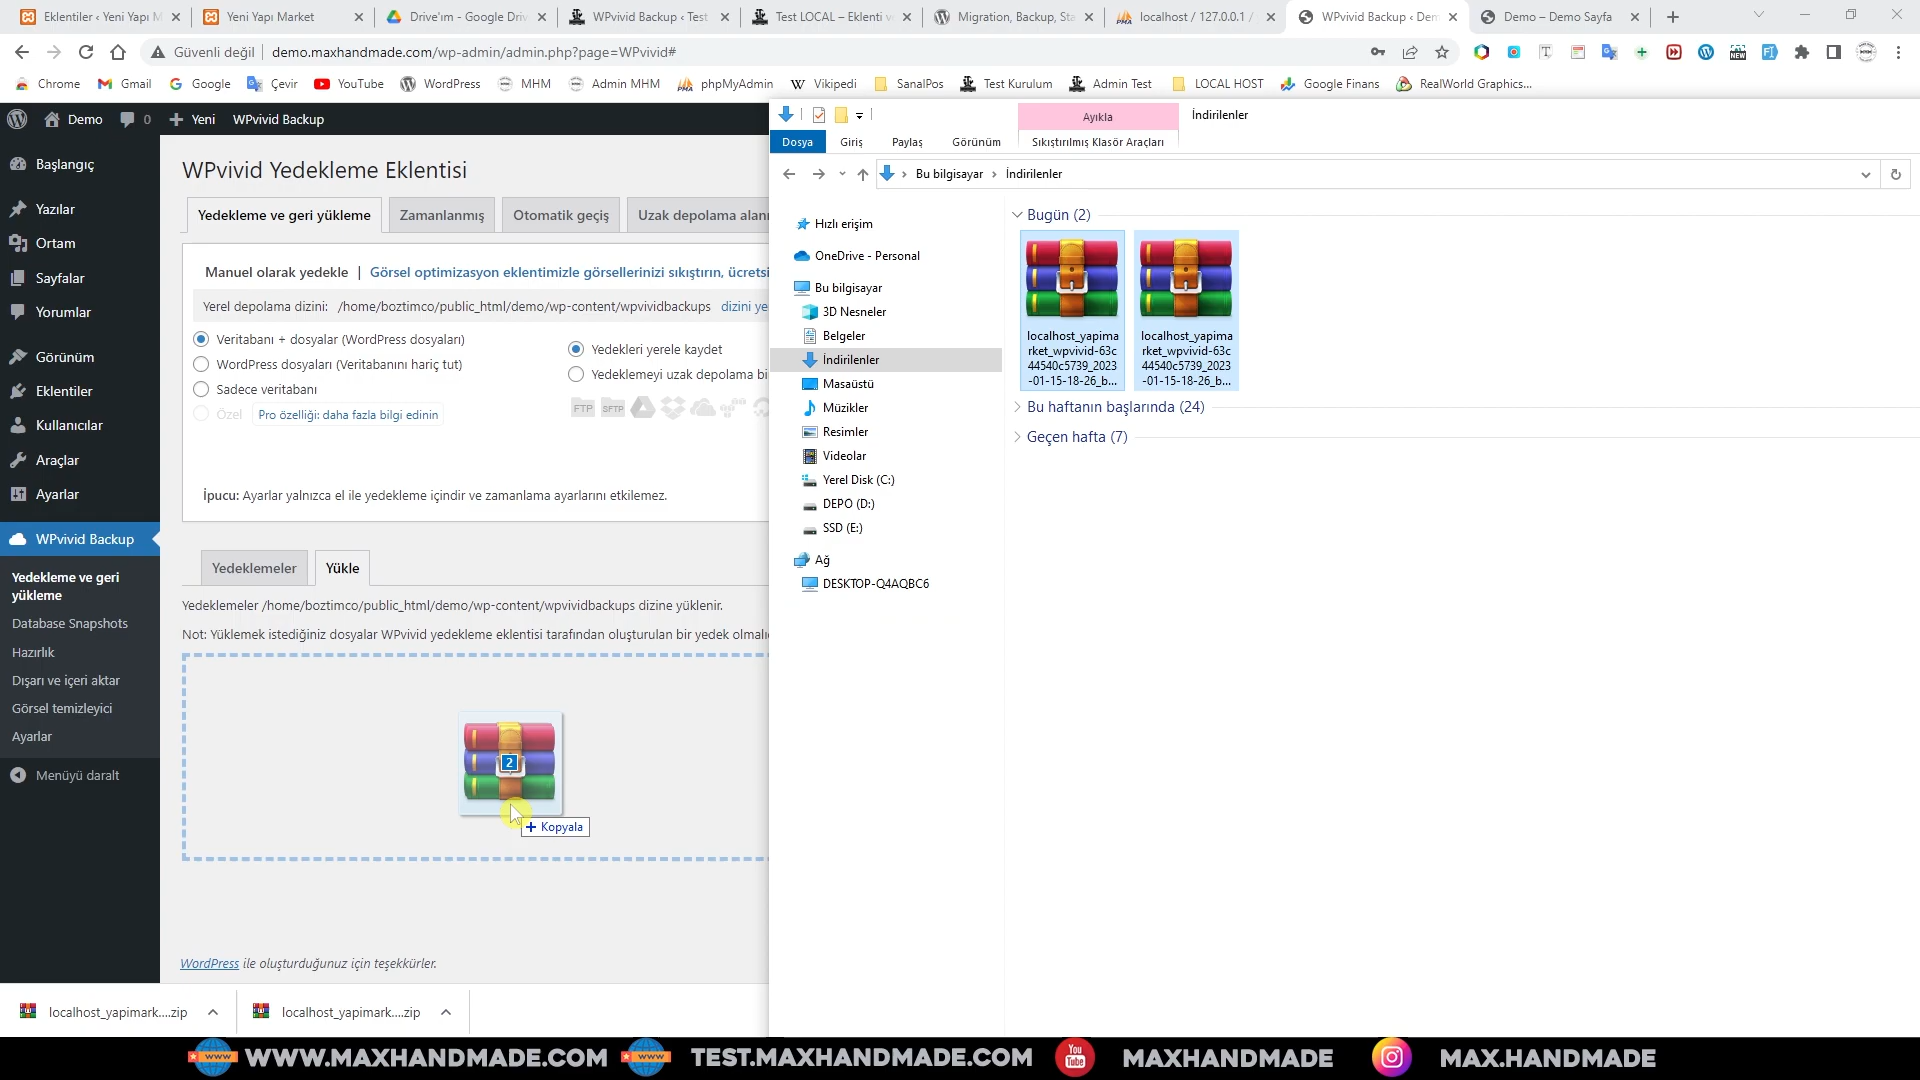 Eklentiler ‹ Yeni Yapı M
Yeni Yapı Market
Drive'ım - Google Driv
WPvivid Backup ‹ Test
Test LOCAL – Eklenti v
Migration, Backup, Sta
localhost / 127.0.0.1 /
WPvivid Backup ‹ Dem
Demo – Demo Sayfa
Güvenli değil
demo.maxhandmade.com/wp-admin/admin.php?page=WPvivid#
Chrome
Gmail
Google
Çevir
YouTube
WordPress
MHM
Admin MHM
phpMyAdmin
Vikipedi
SanalPos
Test Kurulum
Admin Test
LOCAL HOST
Google Finans
RealWorld Graphics...
Demo
0
Yeni
WPvivid Backup
Başlangıç
Yazılar
Ortam
Sayfalar
Yorumlar
Görünüm
Eklentiler
Kullanıcılar
Araçlar
Ayarlar
WPvivid Backup
Yedekleme ve geri
yükleme
Database Snapshots
Hazırlık
Dışarı ve içeri aktar
Görsel temizleyici
Ayarlar
Menüyü daralt
WPvivid Yedekleme Eklentisi
Yedekleme ve geri yükleme
Zamanlanmış
Otomatik geçiş
Uzak depolama alanı
Manuel olarak yedekle | Görsel optimizasyon eklentimizle görsellerinizi sıkıştırın, ücretsi
Yerel depolama dizini: /home/boztimco/public_html/demo/wp-content/wpvividbackups dizini ye
Veritabanı + dosyalar (WordPress dosyaları)
WordPress dosyaları (Veritabanını hariç tut)
Sadece veritabanı
Özel
Pro özelliği: daha fazla bilgi edinin
Yedekleri yerele kaydet
Yedeklemeyi uzak depolama bi
FTP
SFTP
İpucu: Ayarlar yalnızca el ile yedekleme içindir ve zamanlama ayarlarını etkilemez.
Yedeklemeler
Yükle
Yedeklemeler /home/boztimco/public_html/demo/wp-content/wpvividbackups dizine yüklenir.
Not: Yüklemek istediğiniz dosyalar WPvivid yedekleme eklentisi tarafından oluşturulan bir yedek olmalı
2
Kopyala
WordPress ile oluşturduğunuz için teşekkürler.
Ayıkla
İndirilenler
Dosya
Giriş
Paylaş
Görünüm
Sıkıştırılmış Klasör Araçları
Bu bilgisayar › İndirilenler
Hızlı erişim
OneDrive - Personal
Bu bilgisayar
3D Nesneler
Belgeler
İndirilenler
Masaüstü
Müzikler
Resimler
Videolar
Yerel Disk (C:)
DEPO (D:)
SSD (E:)
Ağ
DESKTOP-Q4AQBC6
Bugün (2)
localhost_yapima
rket_wpvivid-63c
44540c5739_2023
-01-15-18-26_b...
localhost_yapima
rket_wpvivid-63c
44540c5739_2023
-01-15-18-26_b...
Bu haftanın başlarında (24)
Geçen hafta (7)
localhost_yapimark....zip
localhost_yapimark....zip
www
WWW.MAXHANDMADE.COM
www
TEST.MAXHANDMADE.COM
You
Tube
MAXHANDMADE
MAX.HANDMADE